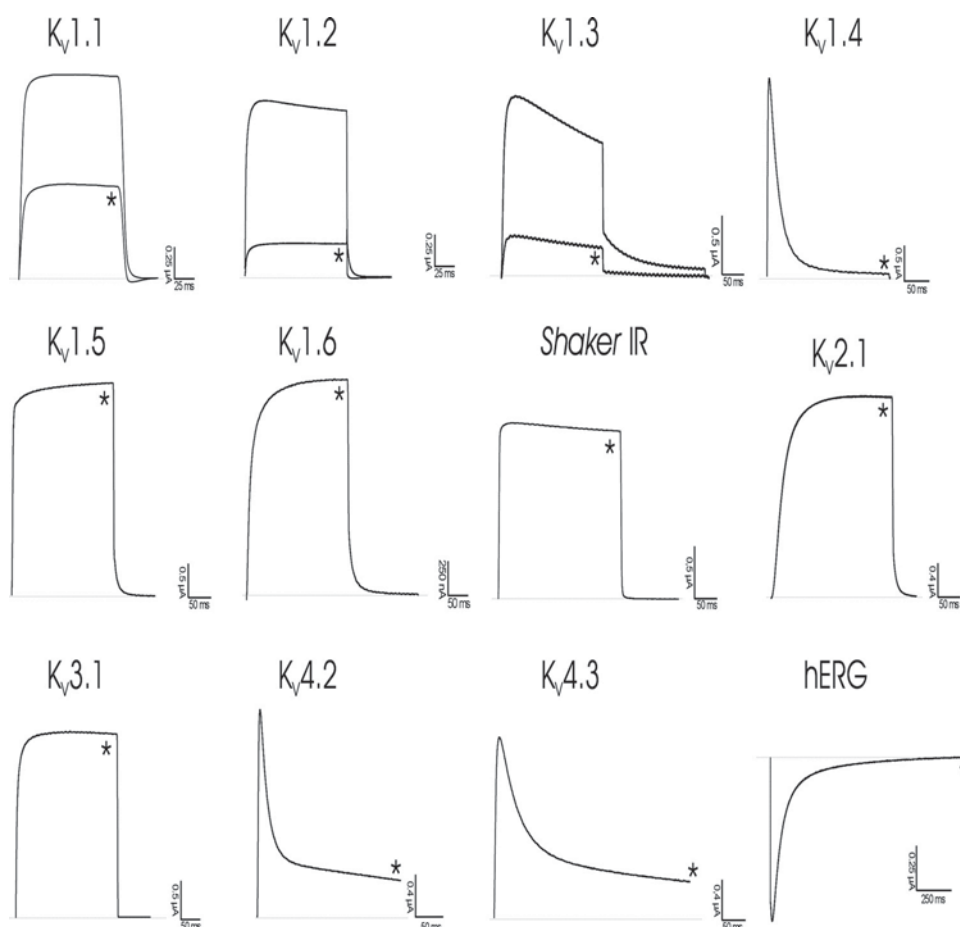 Kᵥ1.1
Kᵥ1.2
Kᵥ1.3
Kᵥ1.4
*
0.25 µA
25 ms
*
0.25 µA
25 ms
*
0.5 µA
50 ms
*
0.5 µA
50 ms
Kᵥ1.5
Kᵥ1.6
Shaker IR
Kᵥ2.1
*
0.5 µA
50 ms
*
250 nA
50 ms
*
0.5 µA
50 ms
*
0.4 µA
50 ms
Kᵥ3.1
Kᵥ4.2
Kᵥ4.3
hERG
*
0.5 µA
50 ms
*
0.4 µA
50 ms
*
0.4 µA
50 ms
0.25 µA
250 ms